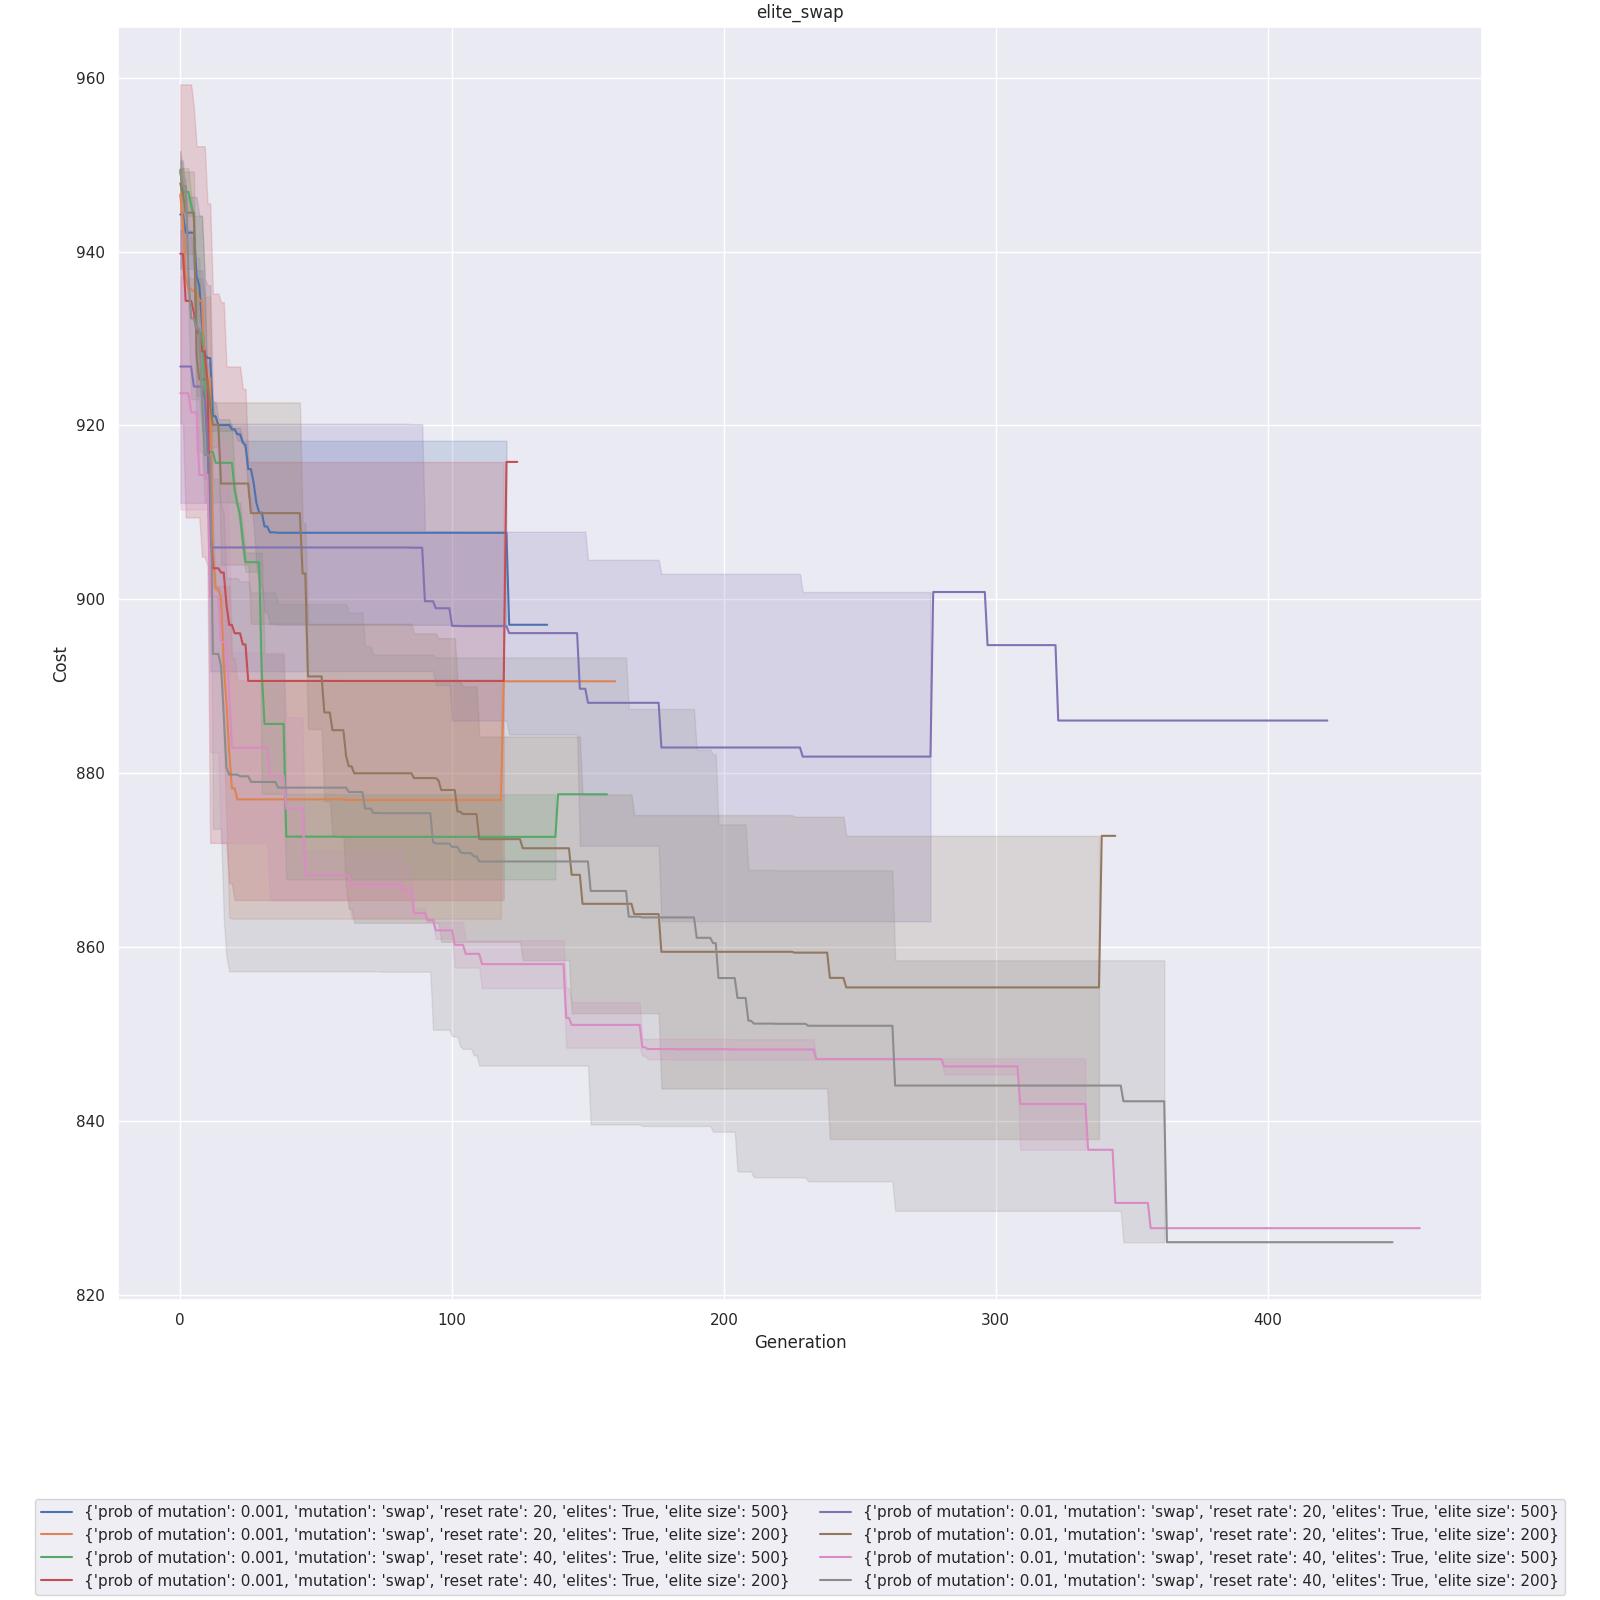 elite_swap
960
940
920
900
880
860
840
820
Cost
0 100 200 300 400
Generation
{'prob of mutation': 0.001, 'mutation': 'swap', 'reset rate': 20, 'elites': True, 'elite size': 500}
{'prob of mutation': 0.001, 'mutation': 'swap', 'reset rate': 20, 'elites': True, 'elite size': 200}
{'prob of mutation': 0.001, 'mutation': 'swap', 'reset rate': 40, 'elites': True, 'elite size': 500}
{'prob of mutation': 0.001, 'mutation': 'swap', 'reset rate': 40, 'elites': True, 'elite size': 200}
{'prob of mutation': 0.01, 'mutation': 'swap', 'reset rate': 20, 'elites': True, 'elite size': 500}
{'prob of mutation': 0.01, 'mutation': 'swap', 'reset rate': 20, 'elites': True, 'elite size': 200}
{'prob of mutation': 0.01, 'mutation': 'swap', 'reset rate': 40, 'elites': True, 'elite size': 500}
{'prob of mutation': 0.01, 'mutation': 'swap', 'reset rate': 40, 'elites': True, 'elite size': 200}